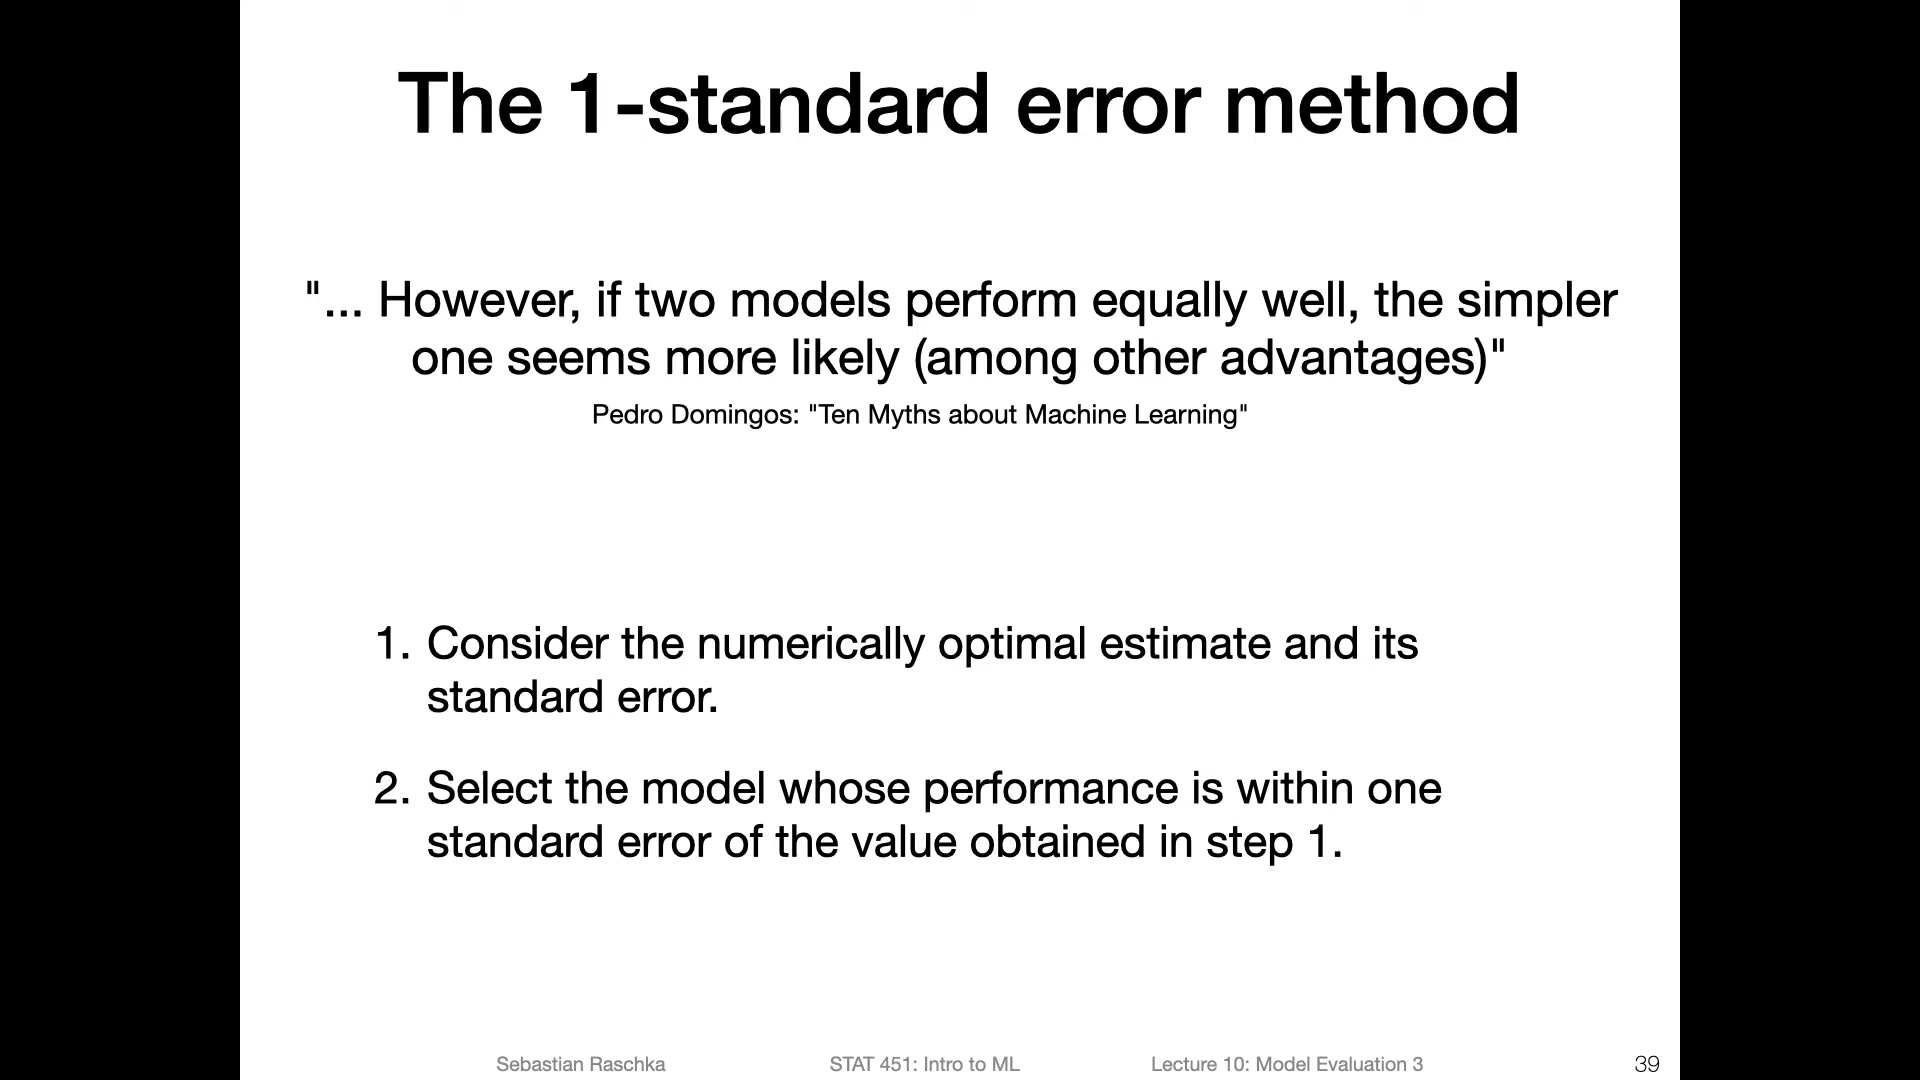 The 1-standard error method
"... However, if two models perform equally well, the simpler
one seems more likely (among other advantages)"
Pedro Domingos: "Ten Myths about Machine Learning"
1. Consider the numerically optimal estimate and its
standard error.
2. Select the model whose performance is within one
standard error of the value obtained in step 1.
Sebastian Raschka STAT 451: Intro to ML Lecture 10: Model Evaluation 3 39